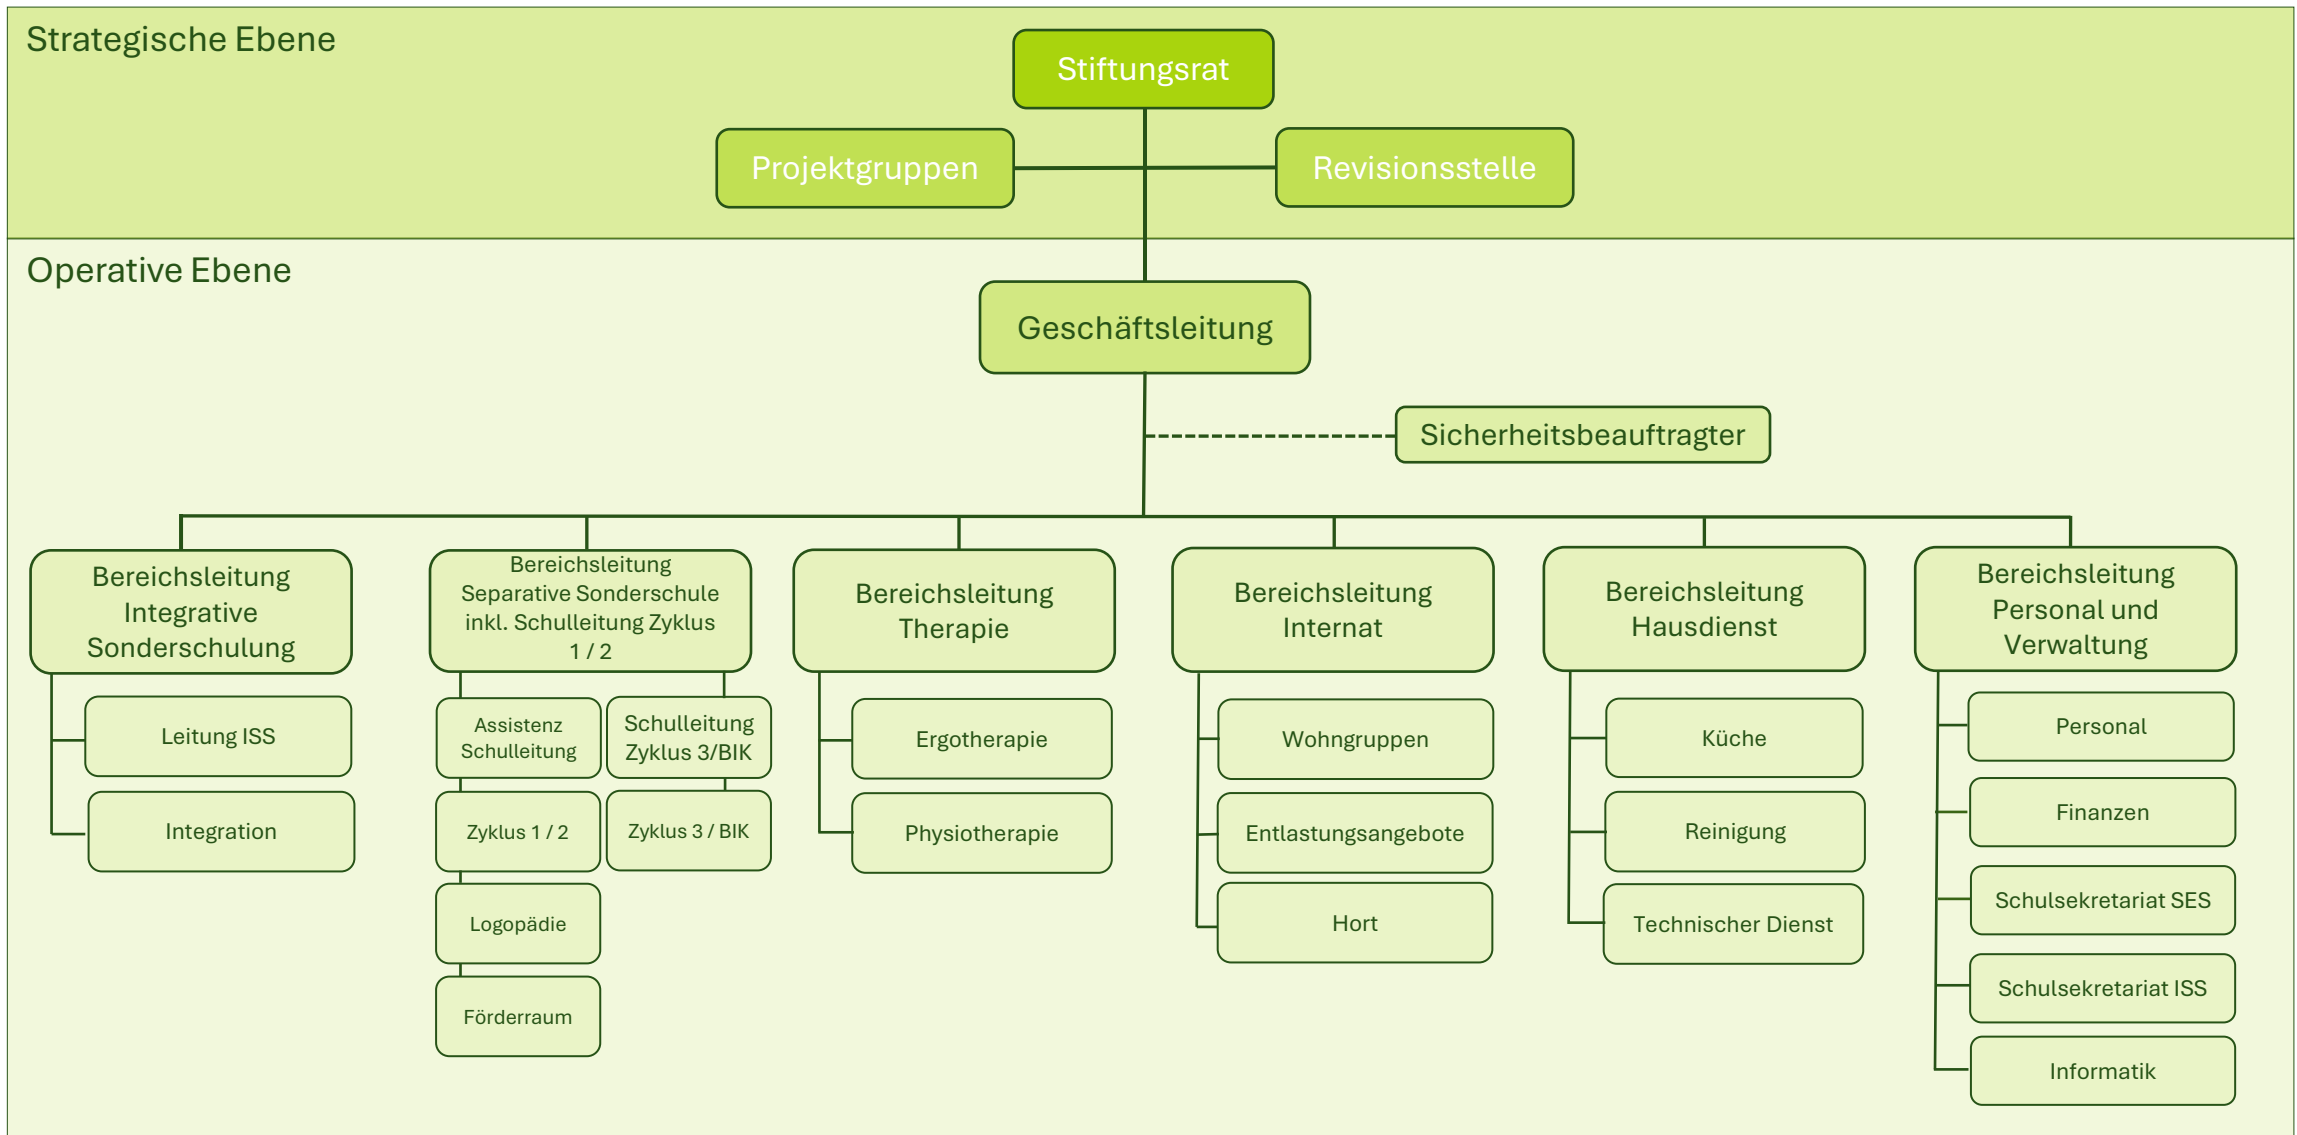 Strategische Ebene
Stiftungsrat
Projektgruppen
Revisionsstelle
Operative Ebene
Geschäftsleitung
Sicherheitsbeauftragter
Bereichsleitung
Integrative
Sonderschulung
Leitung ISS
Integration
Bereichsleitung
Separative Sonderschule
inkl. Schulleitung Zyklus
1 / 2
Assistenz
Schulleitung
Zyklus 1 / 2
Logopädie
Förderraum
Schulleitung
Zyklus 3/BIK
Zyklus 3 / BIK
Bereichsleitung
Therapie
Ergotherapie
Physiotherapie
Bereichsleitung
Internat
Wohngruppen
Entlastungsangebote
Hort
Bereichsleitung
Hausdienst
Küche
Reinigung
Technischer Dienst
Bereichsleitung
Personal und
Verwaltung
Personal
Finanzen
Schulsekretariat SES
Schulsekretariat ISS
Informatik